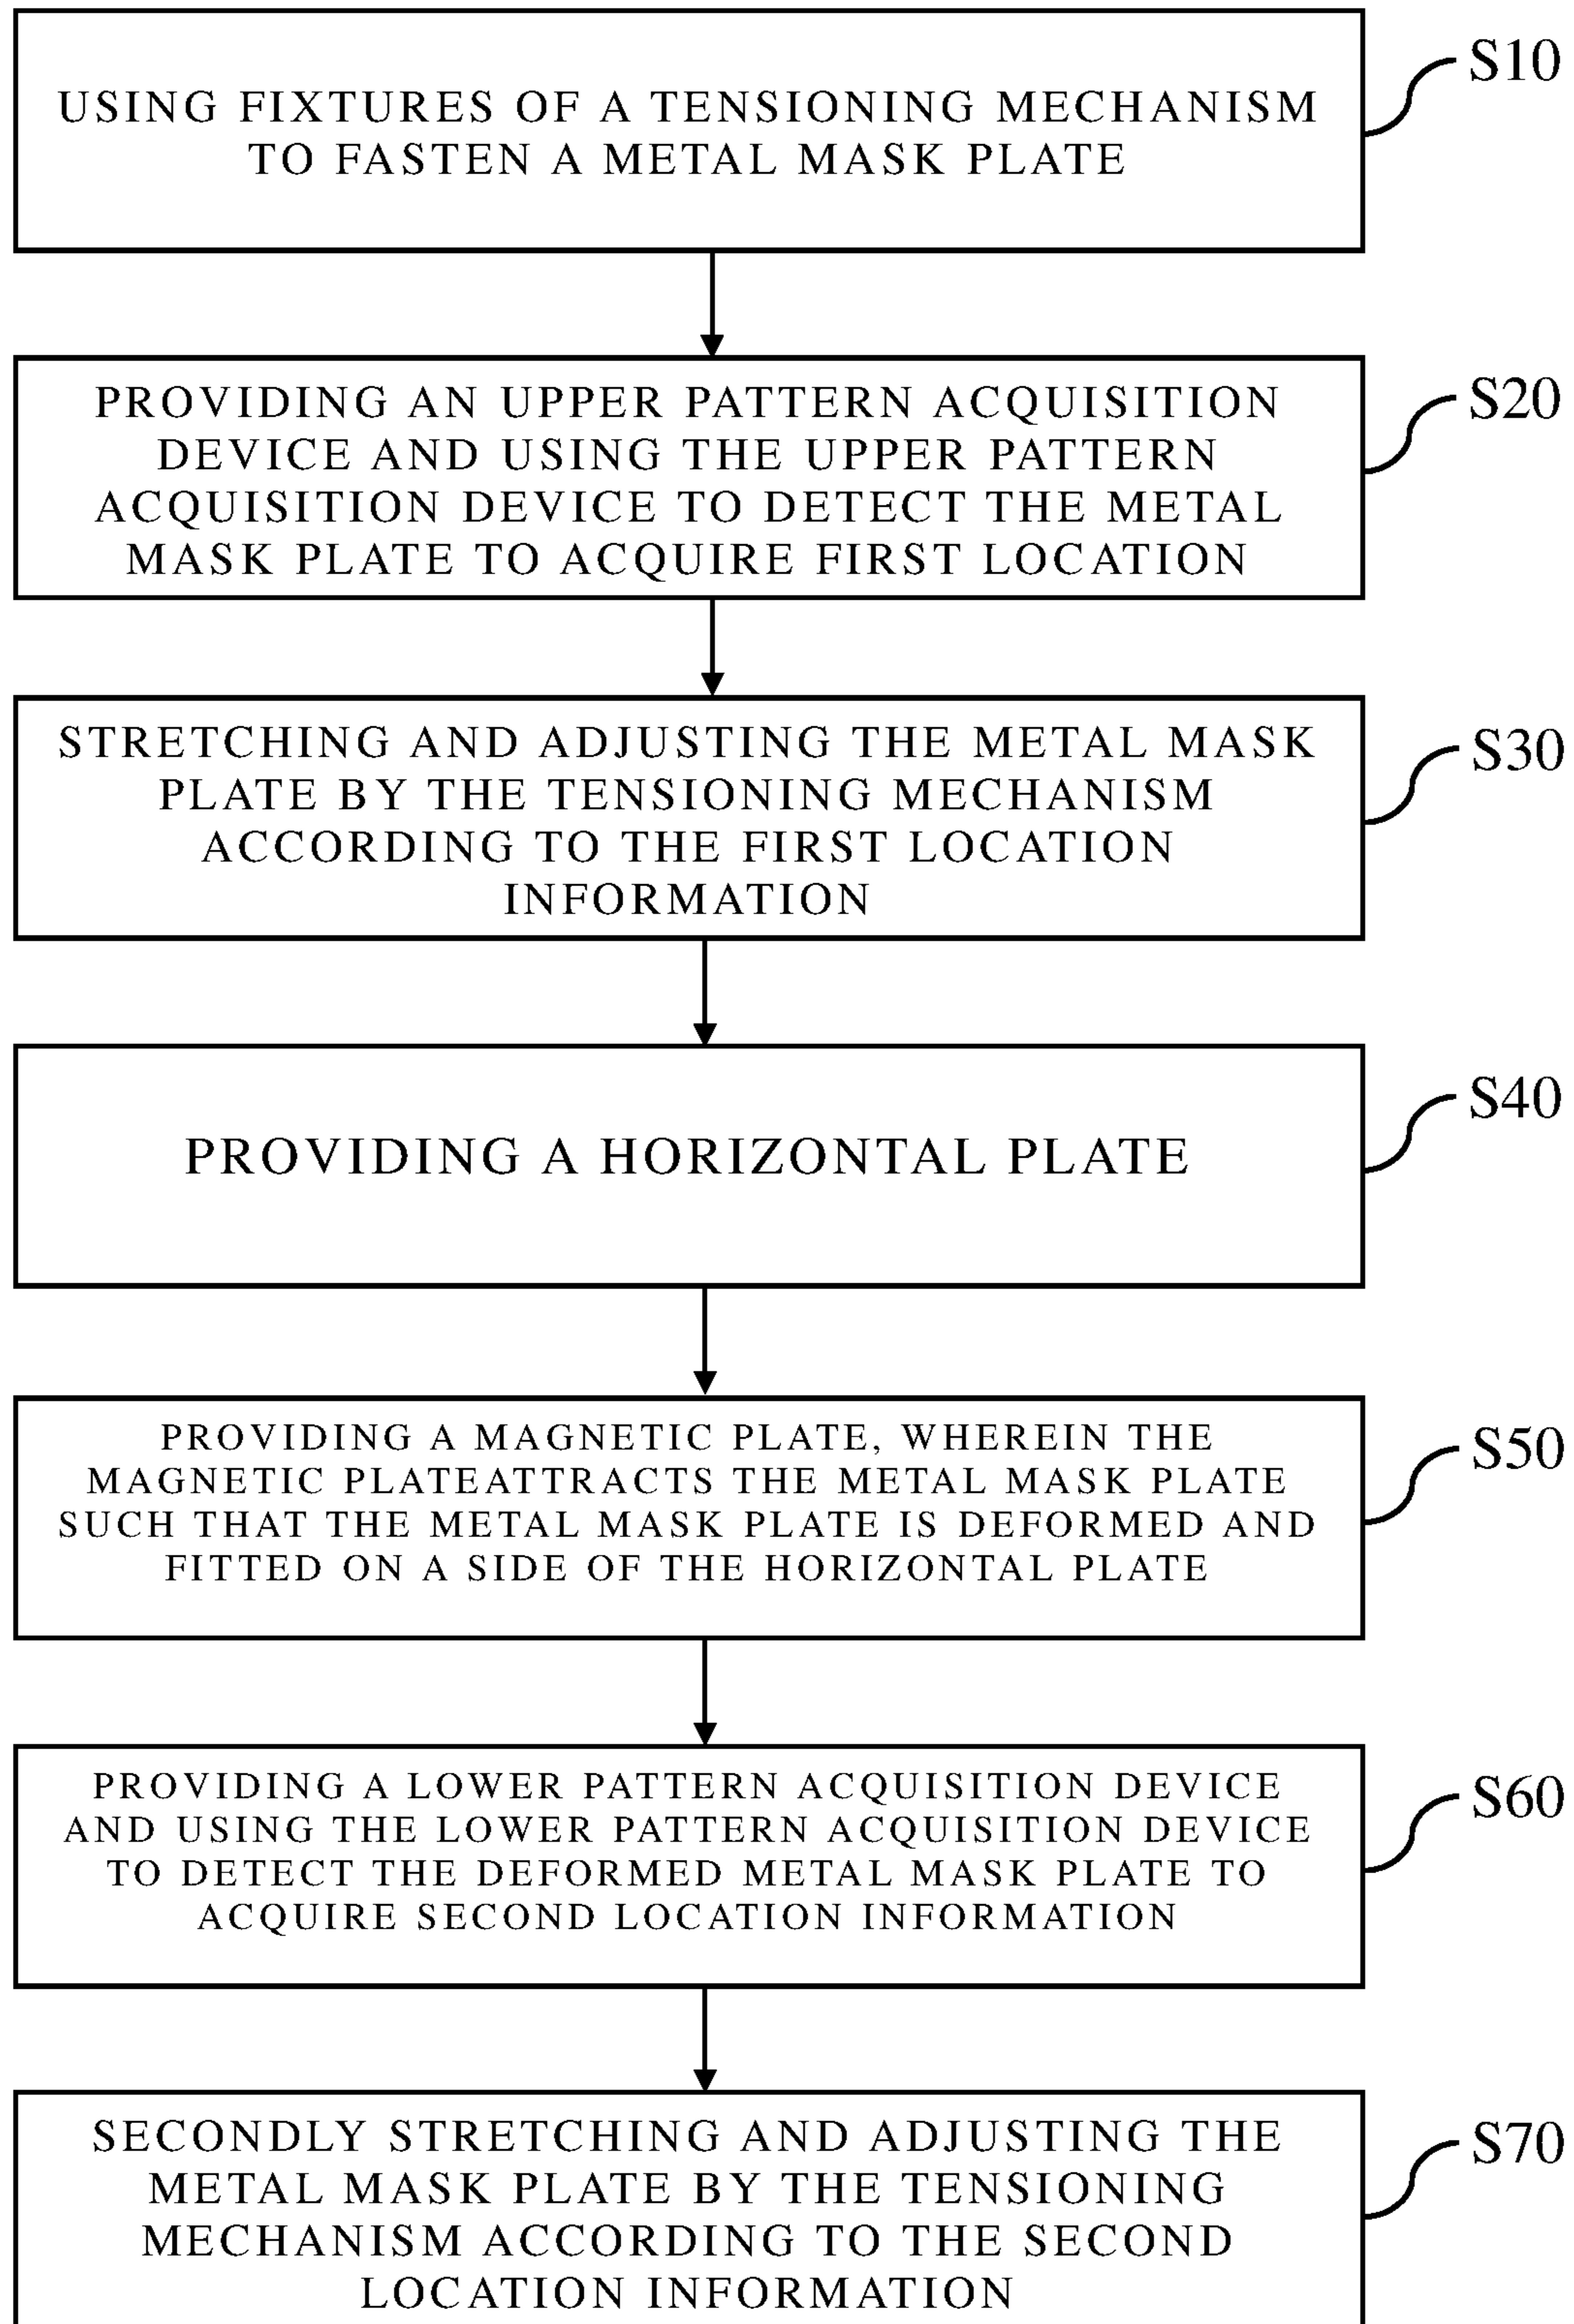 S10
USING FIXTURES OF A TENSIONING MECHANISM
TO FASTEN A METAL MASK PLATE
S20
PROVIDING AN UPPER PATTERN ACQUISITION
DEVICE AND USING THE UPPER PATTERN
ACQUISITION DEVICE TO DETECT THE METAL
MASK PLATE TO ACQUIRE FIRST LOCATION
S30
STRETCHING AND ADJUSTING THE METAL MASK
PLATE BY THE TENSIONING MECHANISM
ACCORDING TO THE FIRST LOCATION
INFORMATION
S40
PROVIDING A HORIZONTAL PLATE
S50
PROVIDING A MAGNETIC PLATE, WHEREIN THE
MAGNETIC PLATEATTRACTS THE METAL MASK PLATE
SUCH THAT THE METAL MASK PLATE IS DEFORMED AND
FITTED ON A SIDE OF THE HORIZONTAL PLATE
S60
PROVIDING A LOWER PATTERN ACQUISITION DEVICE
AND USING THE LOWER PATTERN ACQUISITION DEVICE
TO DETECT THE DEFORMED METAL MASK PLATE TO
ACQUIRE SECOND LOCATION INFORMATION
S70
SECONDLY STRETCHING AND ADJUSTING THE
METAL MASK PLATE BY THE TENSIONING
MECHANISM ACCORDING TO THE SECOND
LOCATION INFORMATION